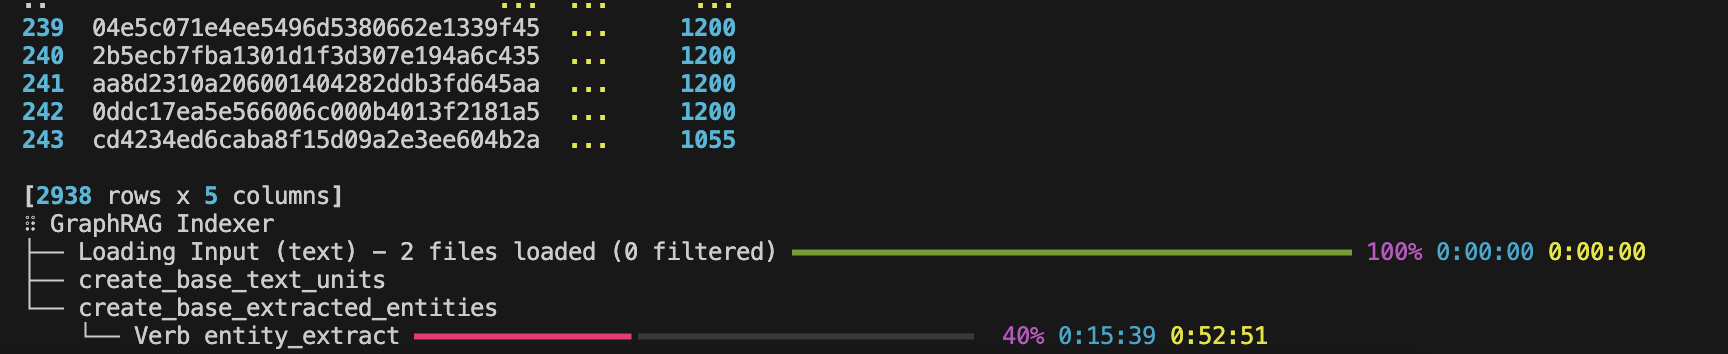 .. ... ... ...
239 04e5c071e4ee5496d5380662e1339f45 ... 1200
240 2b5ecb7fba1301d1f3d307e194a6c435 ... 1200
241 aa8d2310a206001404282ddb3fd645aa ... 1200
242 0ddc17ea5e566006c000b4013f2181a5 ... 1200
243 cd4234ed6caba8f15d09a2e3ee604b2a ... 1055
[2938 rows x 5 columns]
⠿ GraphRAG Indexer
├── Loading Input (text) - 2 files loaded (0 filtered) 100% 0:00:00 0:00:00
├── create_base_text_units
└── create_base_extracted_entities
└── Verb entity_extract 40% 0:15:39 0:52:51